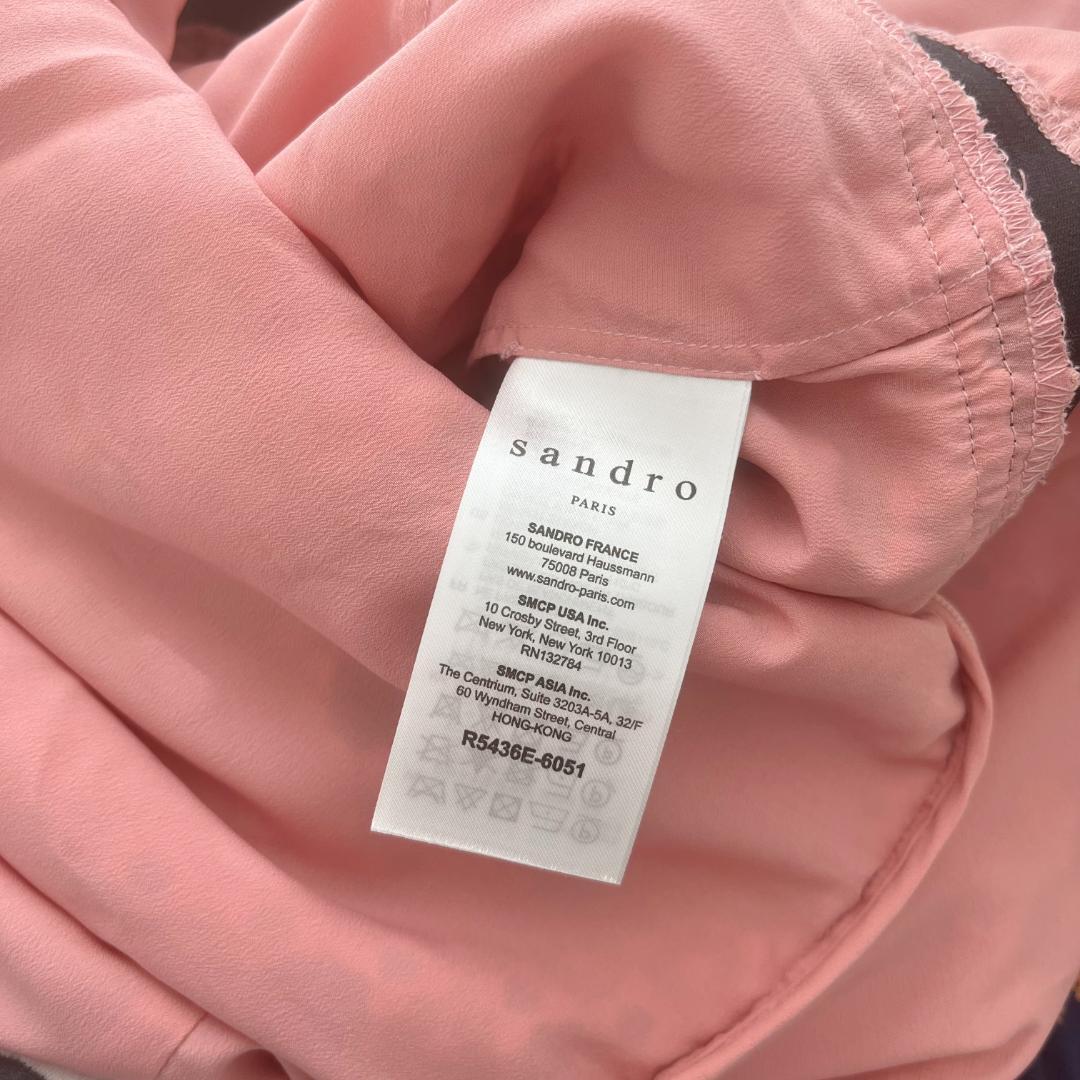 sandro
PARIS
SANDRO FRANCE
150 boulevard Haussmann
75008 Paris
www.sandro-paris.com
SMCP USA Inc.
10 Crosby Street, 3rd Floor
New York, New York 10013
RN132784
SMCP ASIA Inc.
The Centrium, Suite 3203A-5A, 32/F
60 Wyndham Street, Central
HONG-KONG
R5436E-6051